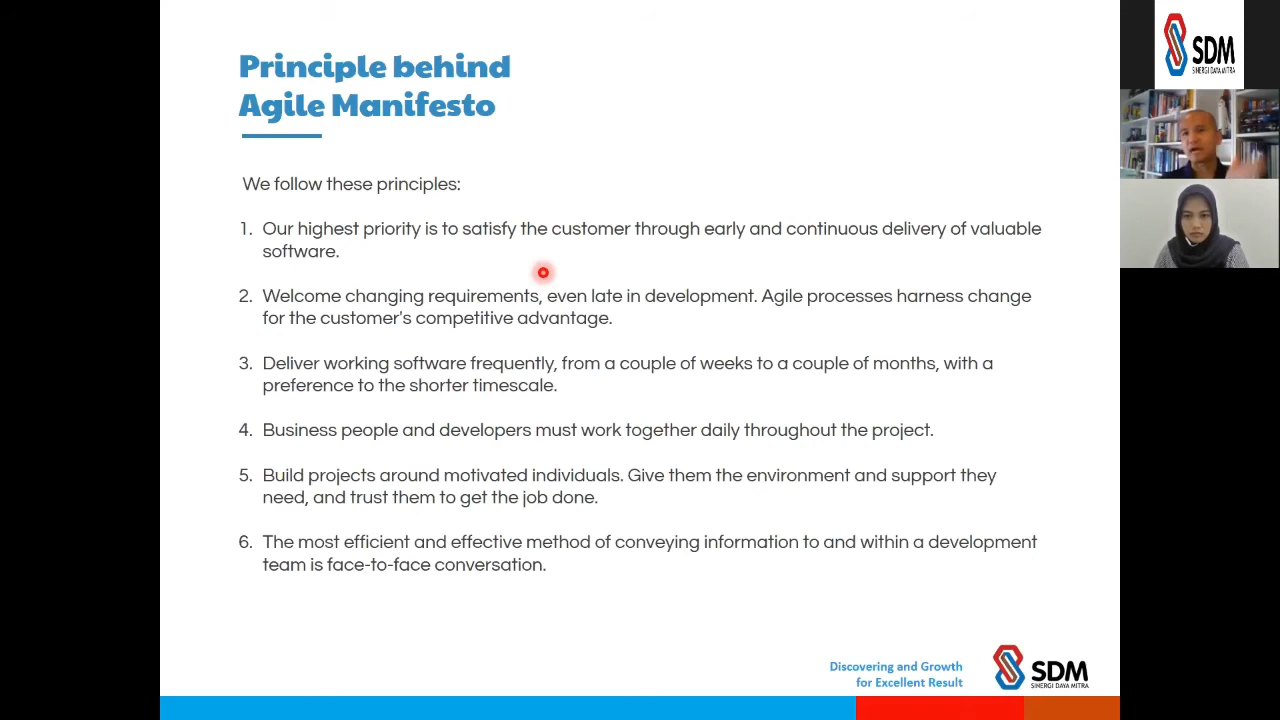 Principle behind
Agile Manifesto
We follow these principles:
1. Our highest priority is to satisfy the customer through early and continuous delivery of valuable
software.
2. Welcome changing requirements, even late in development. Agile processes harness change
for the customer's competitive advantage.
3. Deliver working software frequently, from a couple of weeks to a couple of months, with a
preference to the shorter timescale.
4. Business people and developers must work together daily throughout the project.
5. Build projects around motivated individuals. Give them the environment and support they
need, and trust them to get the job done.
6. The most efficient and effective method of conveying information to and within a development
team is face-to-face conversation.
Discovering and Growth
for Excellent Result
SDM
SINERGI DAYA MITRA
SDM
SINERGI DAYA MITRA